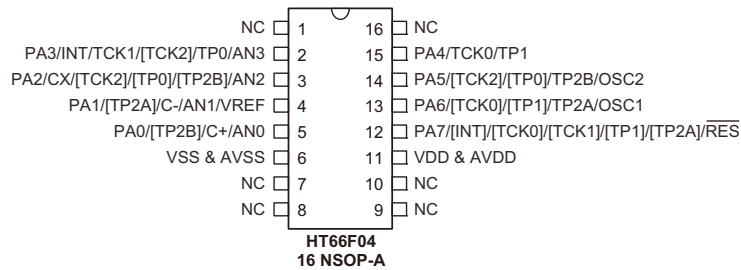 NC 1 16 NC
PA3/INT/TCK1/[TCK2]/TP0/AN3 2 15 PA4/TCK0/TP1
PA2/CX/[TCK2]/[TP0]/[TP2B]/AN2 3 14 PA5/[TCK2]/[TP0]/TP2B/OSC2
PA1/[TP2A]/C-/AN1/VREF 4 13 PA6/[TCK0]/[TP1]/TP2A/OSC1
PA0/[TP2B]/C+/AN0 5 12 PA7/[INT]/[TCK0]/[TCK1]/[TP1]/[TP2A]/RES
VSS & AVSS 6 11 VDD & AVDD
NC 7 10 NC
NC 8 9 NC
HT66F04
16 NSOP-A